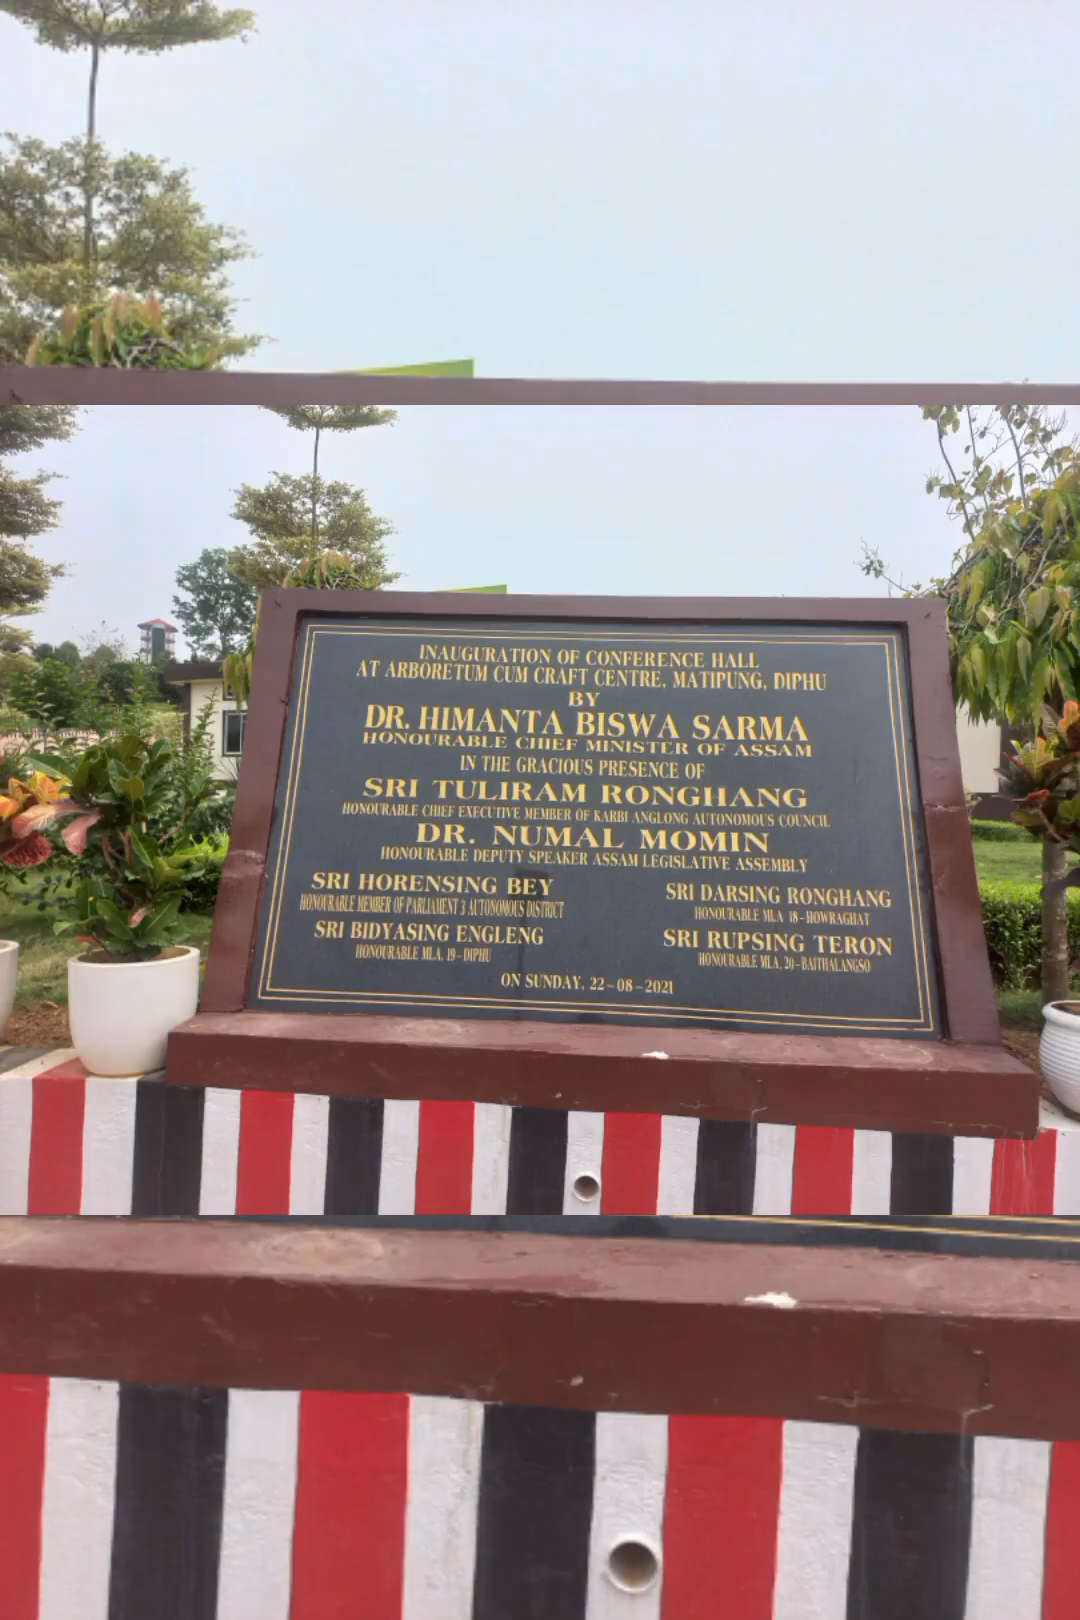 INAUGURATION OF CONFERENCE HALL
AT ARBORETUM CUM CRAFT CENTRE, MATIPUNG, DIPHU
BY
DR. HIMANTA BISWA SARMA
HONOURABLE CHIEF MINISTER OF ASSAM
IN THE GRACIOUS PRESENCE OF
SRI TULIRAM RONGHANG
HONOURABLE CHIEF EXECUTIVE MEMBER OF KARBI ANGLONG AUTONOMOUS COUNCIL
DR. NUMAL MOMIN
HONOURABLE DEPUTY SPEAKER ASSAM LEGISLATIVE ASSEMBLY
SRI HORENSING BEY
HONOURABLE MEMBER OF PARLIAMENT 3 AUTONOMOUS DISTRICT
SRI DARSING RONGHANG
HONOURABLE MLA 18-HOWRAGHAT
SRI BIDYASING ENGLENG
HONOURABLE MLA, 19-DIPHU
SRI RUPSING TERON
HONOURABLE MLA, 20-BAITHALANGSO
ON SUNDAY, 22-08-2021